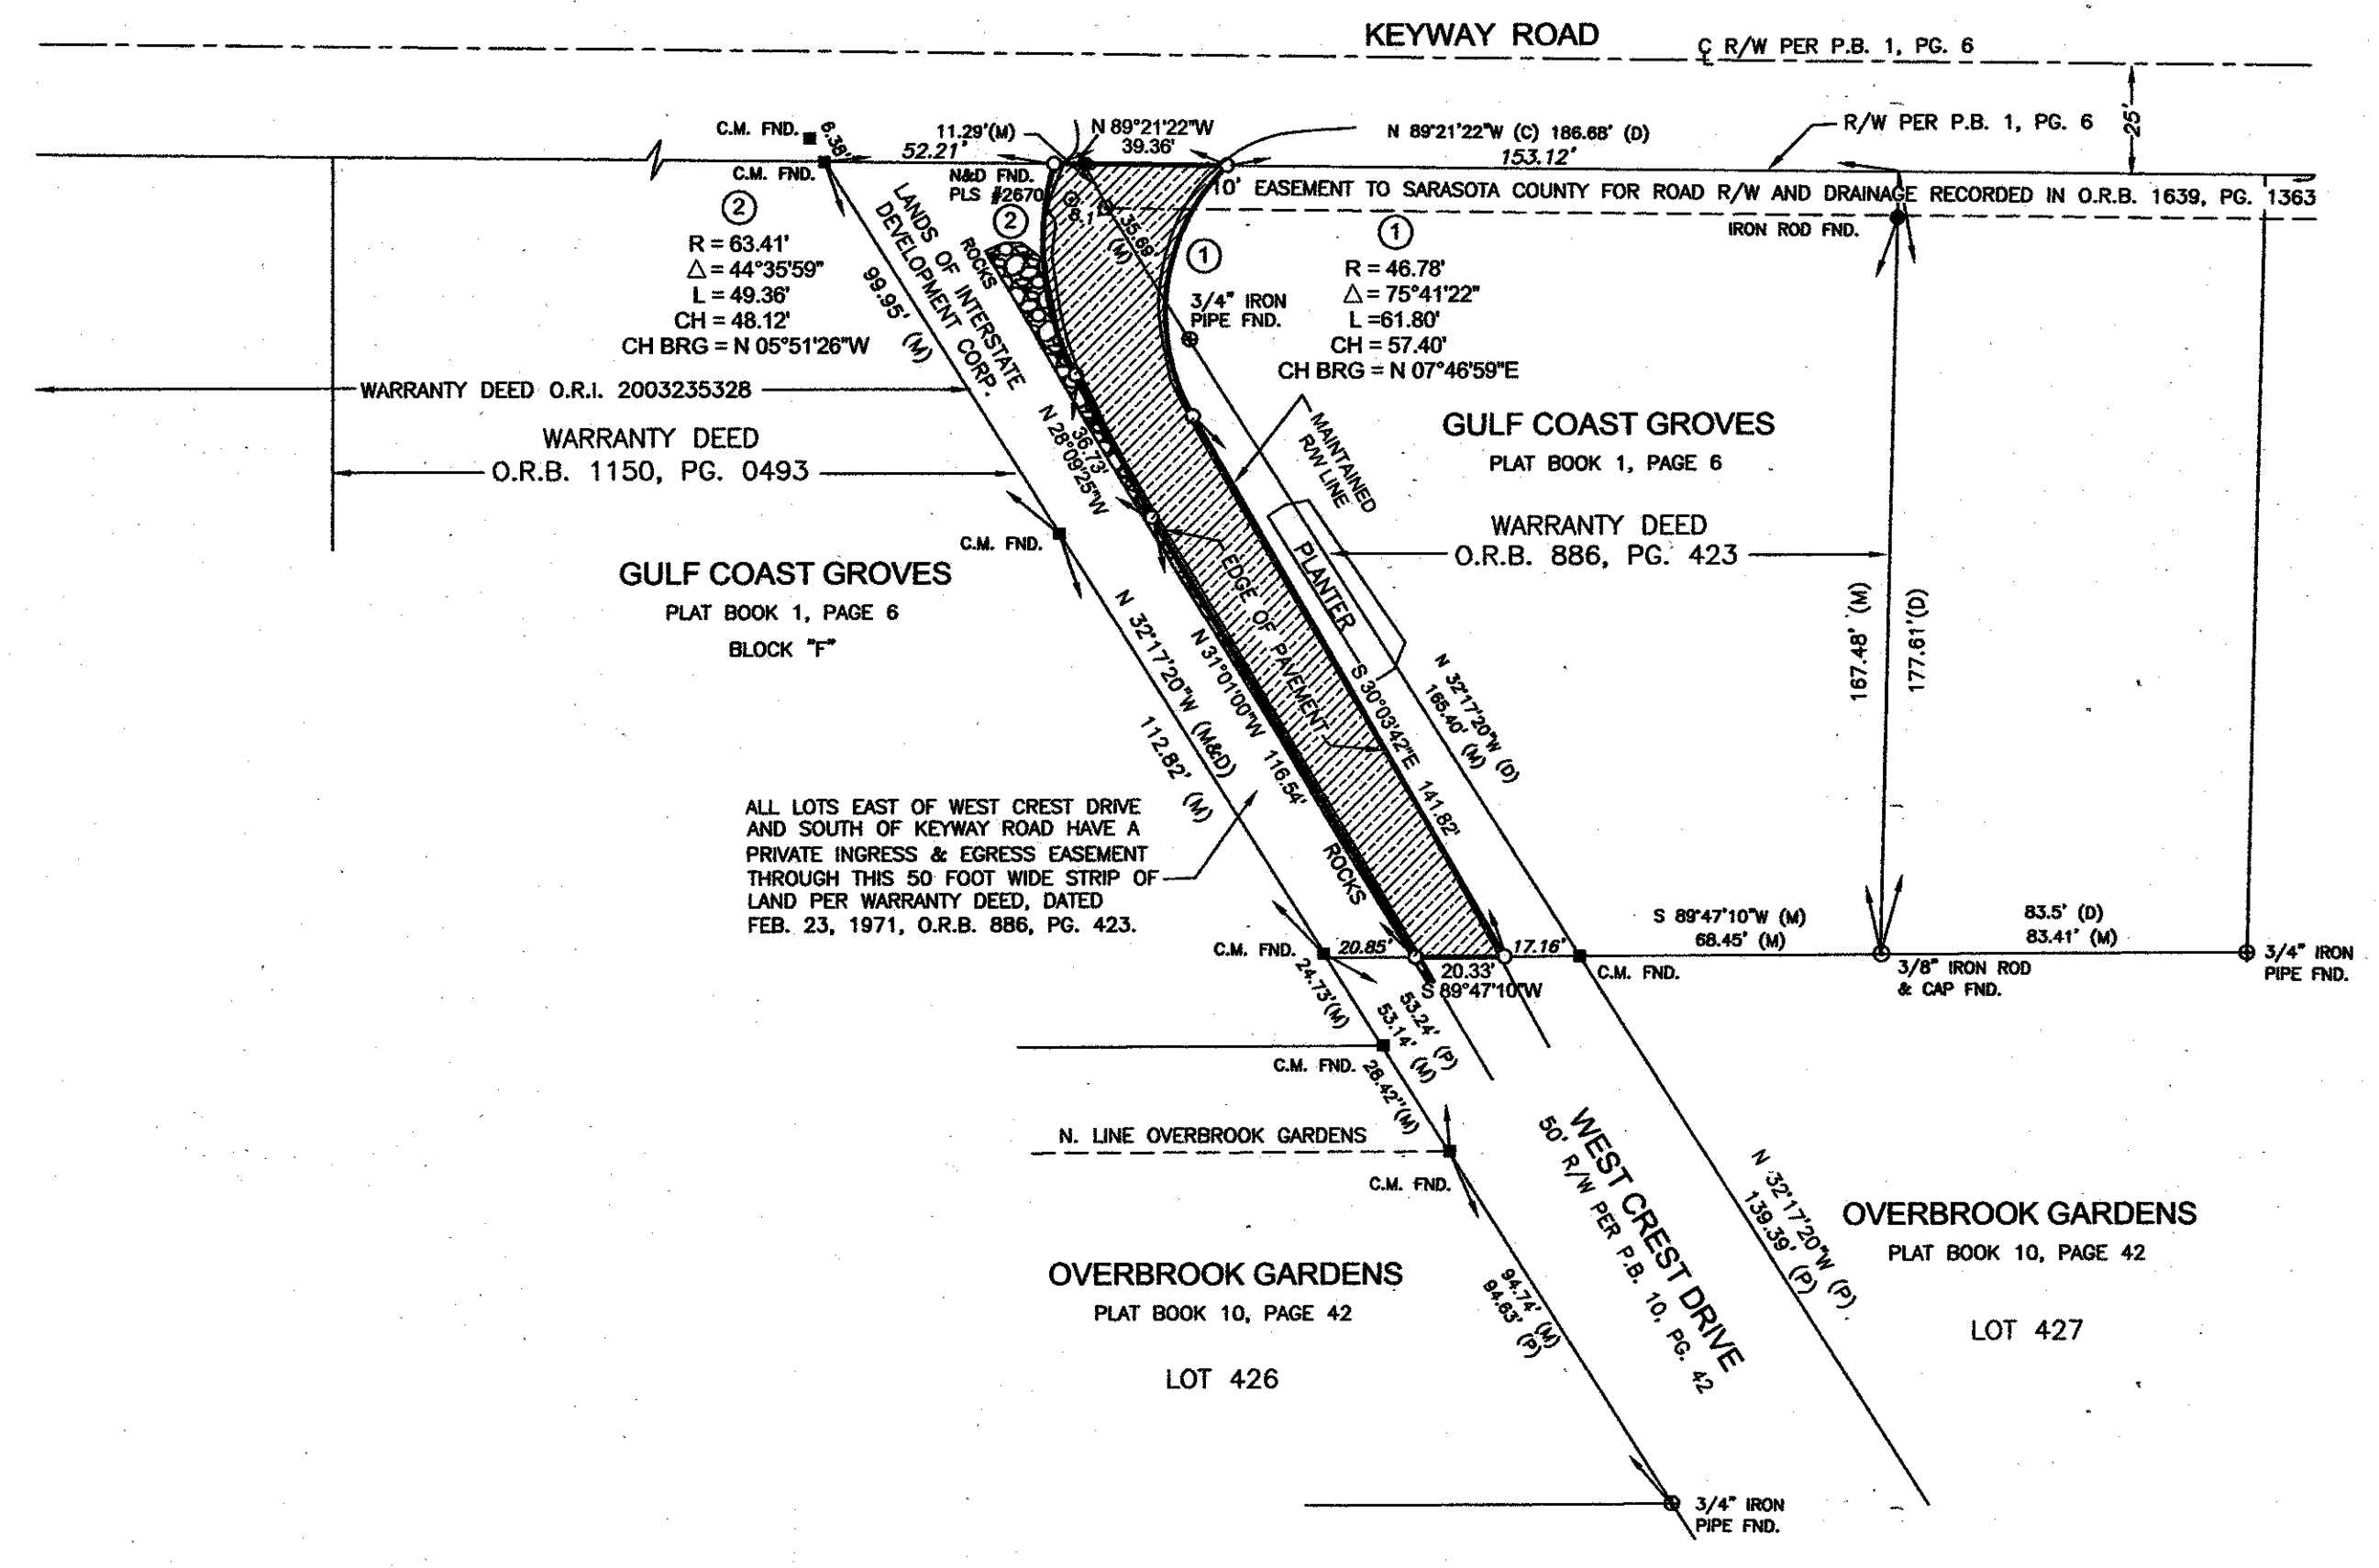 KEYWAY ROAD
℄ R/W PER P.B. 1, PG. 6
25'
R/W PER P.B. 1, PG. 6
C.M. FND.
6.38'
C.M. FND.
52.21'
11.29'(M)
N 89°21'22"W
39.36'
N 89°21'22"W (C) 186.68' (D)
153.12'
N&D FND.
PLS #2670
10' EASEMENT TO SARASOTA COUNTY FOR ROAD R/W AND DRAINAGE RECORDED IN O.R.B. 1639, PG. 1363
IRON ROD FND.
8.1'
35.69'
(M)
2
R = 63.41'
△ = 44°35'59"
L = 49.36'
CH = 48.12'
CH BRG = N 05°51'26"W
2
ROCKS
LANDS OF INTERSTATE
DEVELOPMENT CORP.
99.95' (M)
1
3/4" IRON
PIPE FND.
1
R = 46.78'
△ = 75°41'22"
L =61.80'
CH = 57.40'
CH BRG = N 07°46'59"E
WARRANTY DEED O.R.I. 2003235328
WARRANTY DEED
O.R.B. 1150, PG. 0493
36.73'
N 28°09'25"W
MAINTAINED
R/W LINE
GULF COAST GROVES
PLAT BOOK 1, PAGE 6
WARRANTY DEED
O.R.B. 886, PG. 423
C.M. FND.
GULF COAST GROVES
PLAT BOOK 1, PAGE 6
BLOCK "F"
EDGE OF PAVEMENT
PLANTER
167.48' (M)
177.61'(D)
N 32°17'20"W (M&D)
112.82' (M)
N 31°01'00"W 116.54'
S 30°03'42"E 141.82'
N 32°17'20"W (D)
165.40' (M)
ALL LOTS EAST OF WEST CREST DRIVE
AND SOUTH OF KEYWAY ROAD HAVE A
PRIVATE INGRESS & EGRESS EASEMENT
THROUGH THIS 50 FOOT WIDE STRIP OF
LAND PER WARRANTY DEED, DATED
FEB. 23, 1971, O.R.B. 886, PG. 423.
ROCKS
C.M. FND.
20.85'
20.33'
S 89°47'10"W
17.16'
C.M. FND.
S 89°47'10"W (M)
68.45' (M)
3/8" IRON ROD
& CAP FND.
83.5' (D)
83.41' (M)
3/4" IRON
PIPE FND.
24.73'(M)
53.24' (P)
53.14' (M)
C.M. FND.
28.42"(M)
N. LINE OVERBROOK GARDENS
C.M. FND.
WEST CREST DRIVE
50' R/W PER P.B. 10, PG. 42
N 32°17'20"W (P)
139.39' (P)
OVERBROOK GARDENS
PLAT BOOK 10, PAGE 42
LOT 427
OVERBROOK GARDENS
PLAT BOOK 10, PAGE 42
LOT 426
94.74' (M)
94.63' (P)
3/4" IRON
PIPE FND.